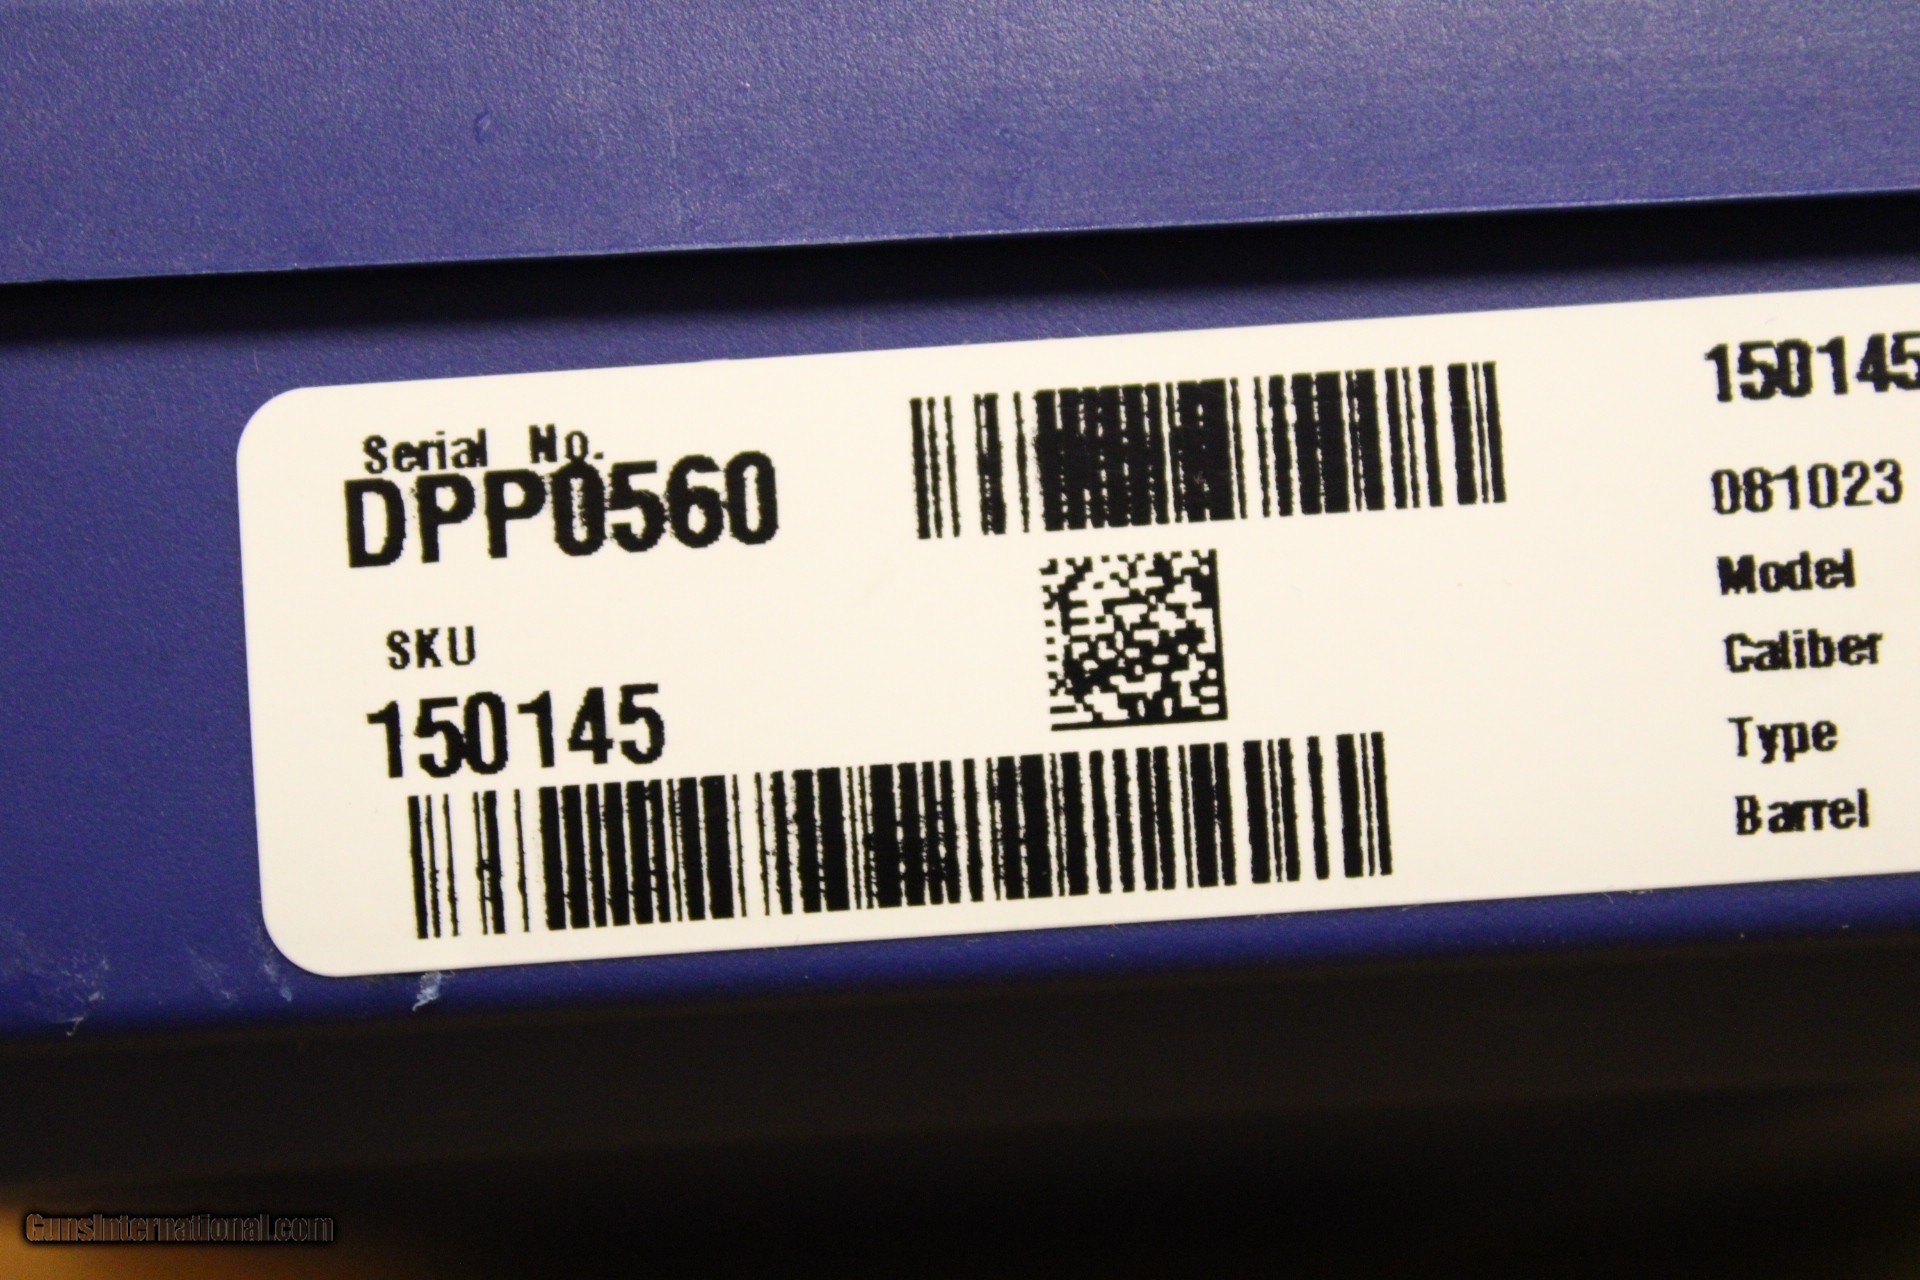 Serial No.
DPP0560
SKU
150145
150145
081023
Model
Caliber
Type
Barrel
GunsInternational.com